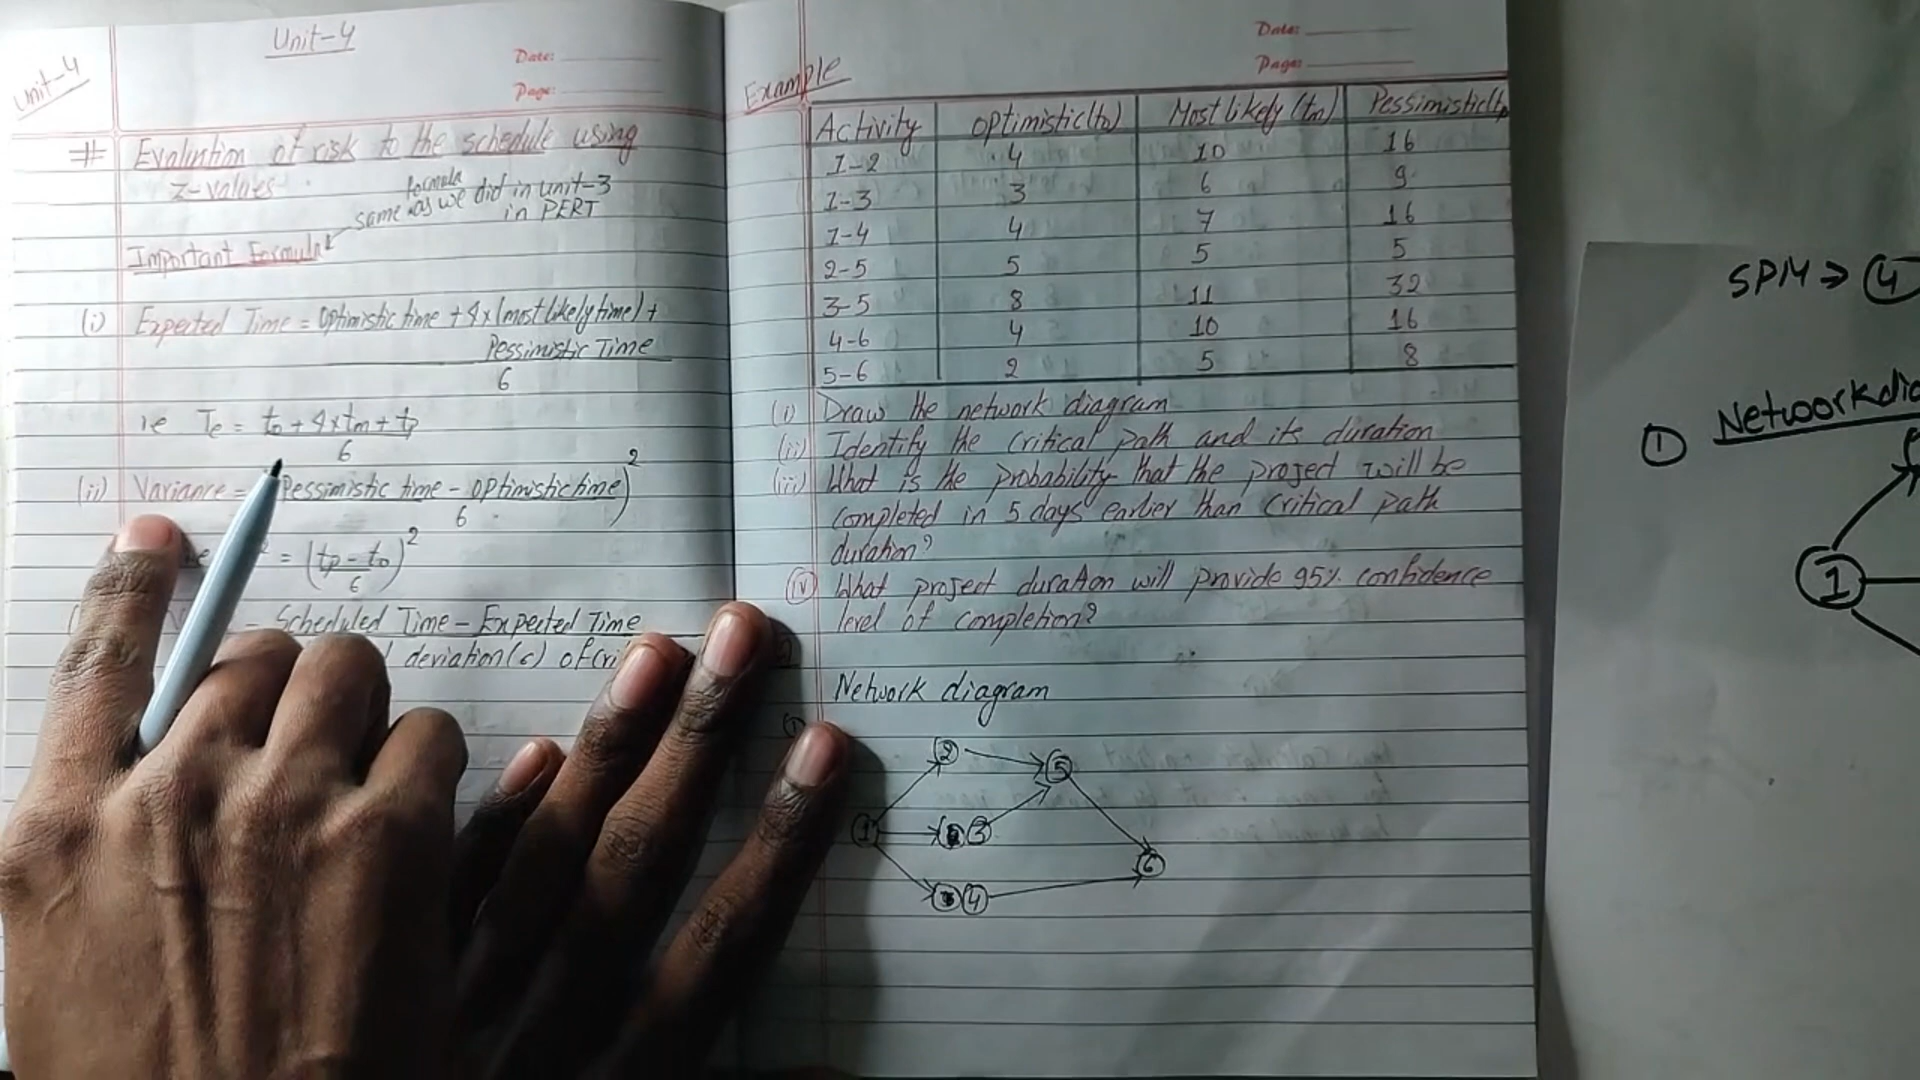 Unit-4
Unit-4
Date:
Page:
# Evaluation of risk to the schedule using
z-values
formula
same as we did in unit-3
in PERT
Important Formula
(i) Expected Time = Optimistic time + 4x(most likely time) +
Pessimistic Time
6
ie Te = to + 4xtm + tp
6
(ii) Variance = Pessimistic time - optimistic time)2
6
= (tp - to)2
6
- Scheduled Time - Expected Time
deviation(c) of
Date:
Page:
Example
Activity Optimistic(to) Most likely (tm) Pessimistic(tp
1-2 4 10 16
1-3 3 6 9
1-4 4 7 16
2-5 5 5 5
3-5 8 11 32
4-6 4 10 16
5-6 2 5 8
(i) Draw the network diagram
(ii) Identify the critical path and its duration
(iii) What is the probability that the project will be
completed in 5 days earlier than critical path
duration?
(iv) What project duration will provide 95% confidence
level of completion?
Network diagram
2 5
1 3
6
4
SPM → 4
① Network dia
1